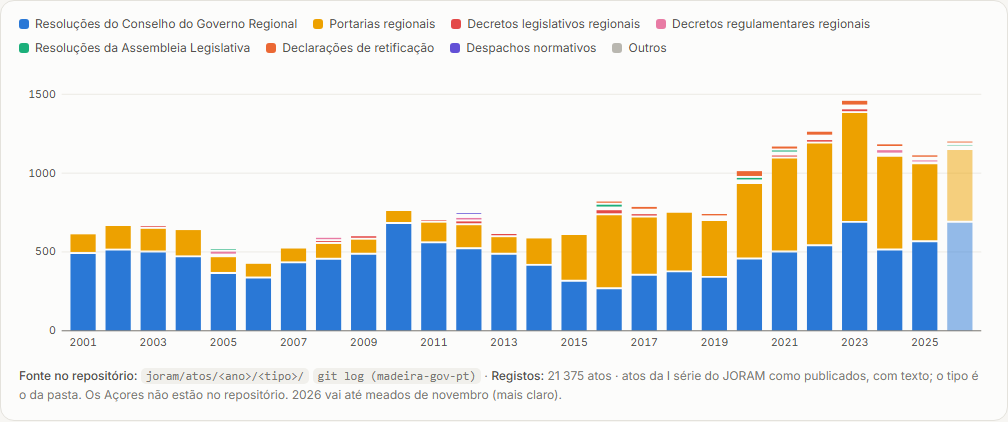 Resoluções do Conselho do Governo Regional Portarias regionais Decretos legislativos regionais Decretos regulamentares regionais
Resoluções da Assembleia Legislativa Declarações de retificação Despachos normativos Outros
1500
1000
500
0
2001 2003 2005 2007 2009 2011 2013 2015 2017 2019 2021 2023 2025
Fonte no repositório: joram/atos/<ano>/<tipo>/ git log (madeira-gov-pt) · Registos: 21 375 atos · atos da I série do JORAM como publicados, com texto; o tipo é
o da pasta. Os Açores não estão no repositório. 2026 vai até meados de novembro (mais claro).